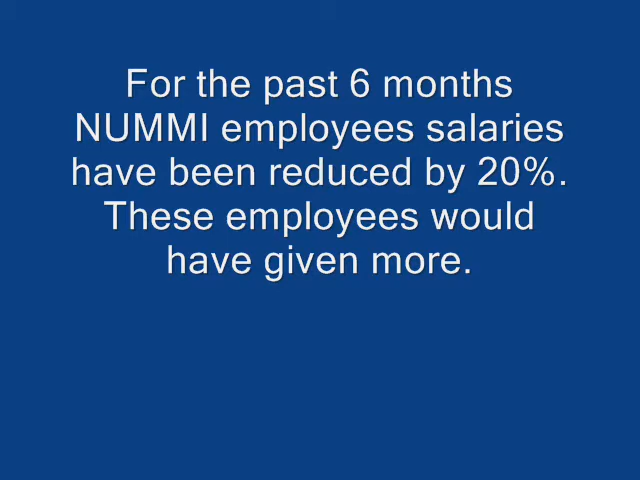 For the past 6 months
NUMMI employees salaries
have been reduced by 20%.
These employees would
have given more.